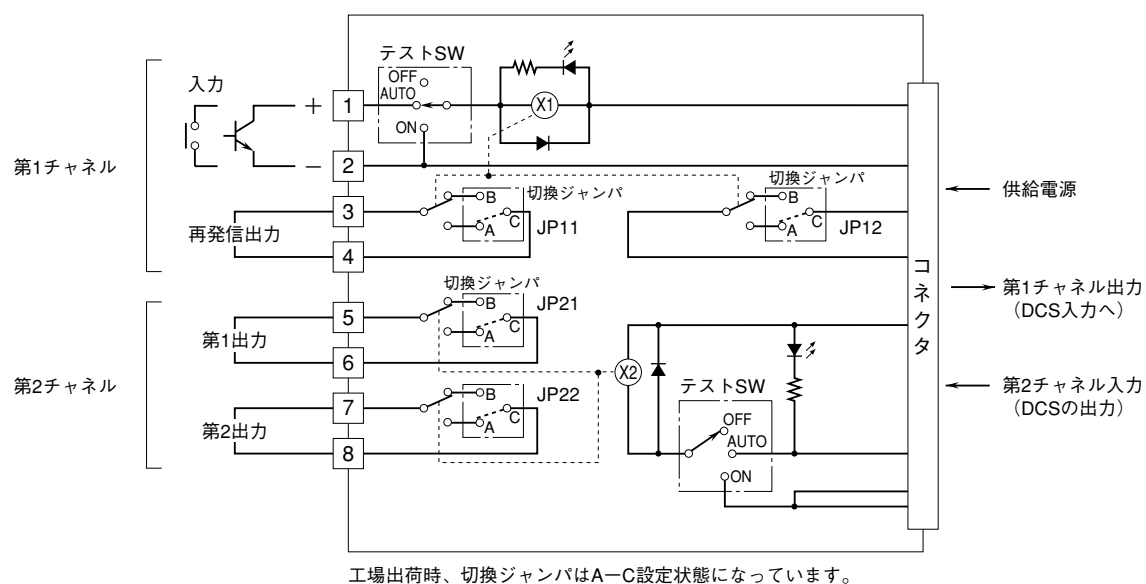 テストSW
OFF
AUTO
ON
X1
入力
+
−
1
2
第1チャネル
切換ジャンパ
B
A
C
JP11
切換ジャンパ
B
A
C
JP12
3
再発信出力
4
供給電源
コネクタ
第1チャネル出力
(DCS入力へ)
第2チャネル入力
(DCSの出力)
切換ジャンパ
B
A
C
JP21
5
第1出力
6
第2チャネル
B
A
C
JP22
7
第2出力
8
X2
テストSW
OFF
AUTO
ON
工場出荷時、切換ジャンパはA−C設定状態になっています。